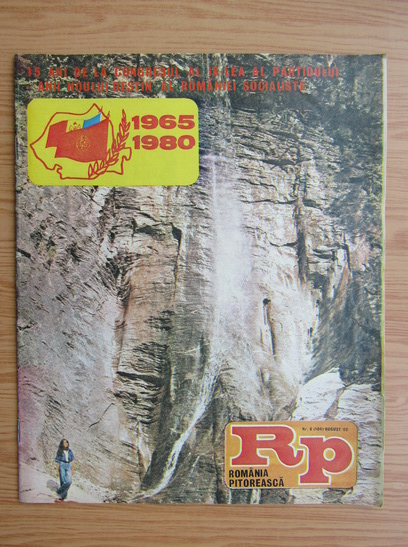 15 ANI DE LA CONGRESUL AL IX-LEA AL PARTIDULUI
ANII NOULUI DESTIN AL ROMÂNIEI SOCIALISTE
1965
1980
Rp
ROMÂNIA
PITOREASCĂ
AUGUST